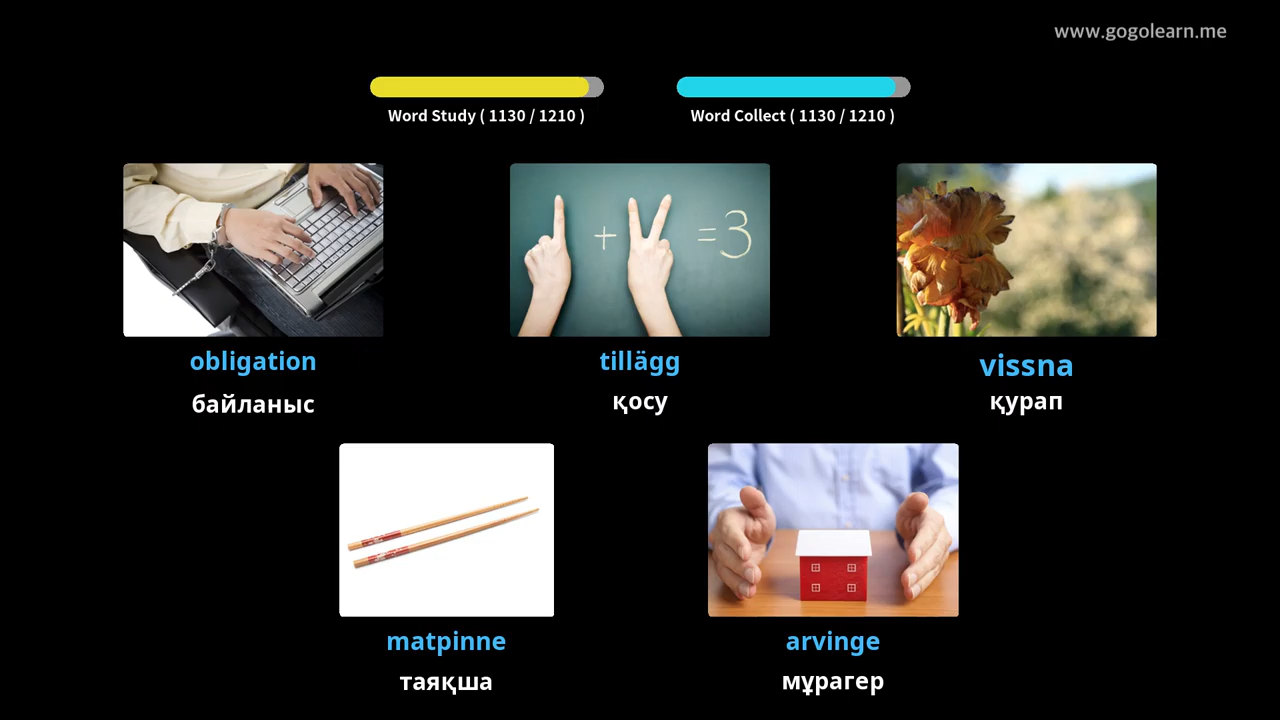 www.gogolearn.me
Word Study ( 1130 / 1210 )
Word Collect ( 1130 / 1210 )
+ =3
obligation
tillägg
vissna
байланыс
қосу
қурап
matpinne
arvinge
таяқша
мұрагер